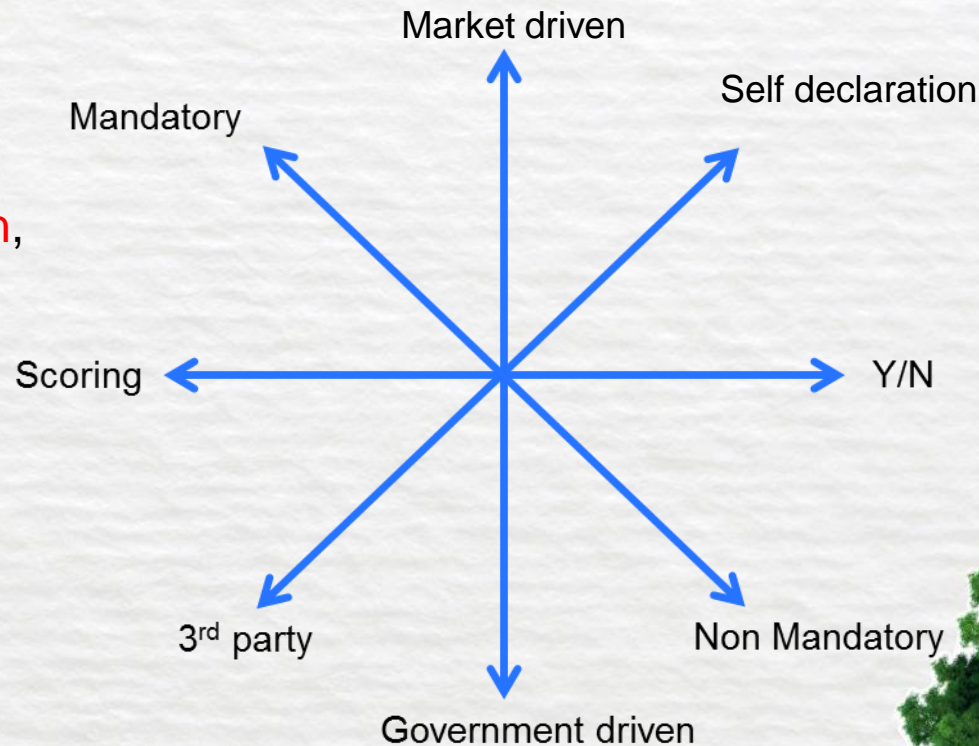 Market driven
Self declaration
Mandatory
Scoring
Y/N
3rd party
Non Mandatory
Government driven